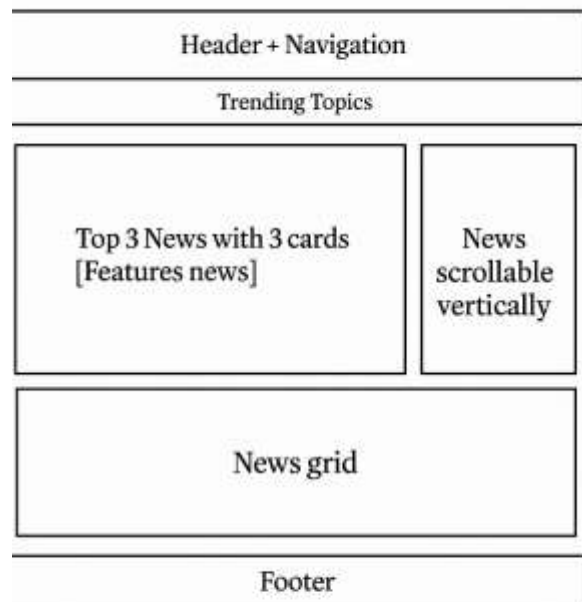 Header + Navigation
Trending Topics
Top 3 News with 3 cards
[Features news]
News
scrollable
vertically
News grid
Footer